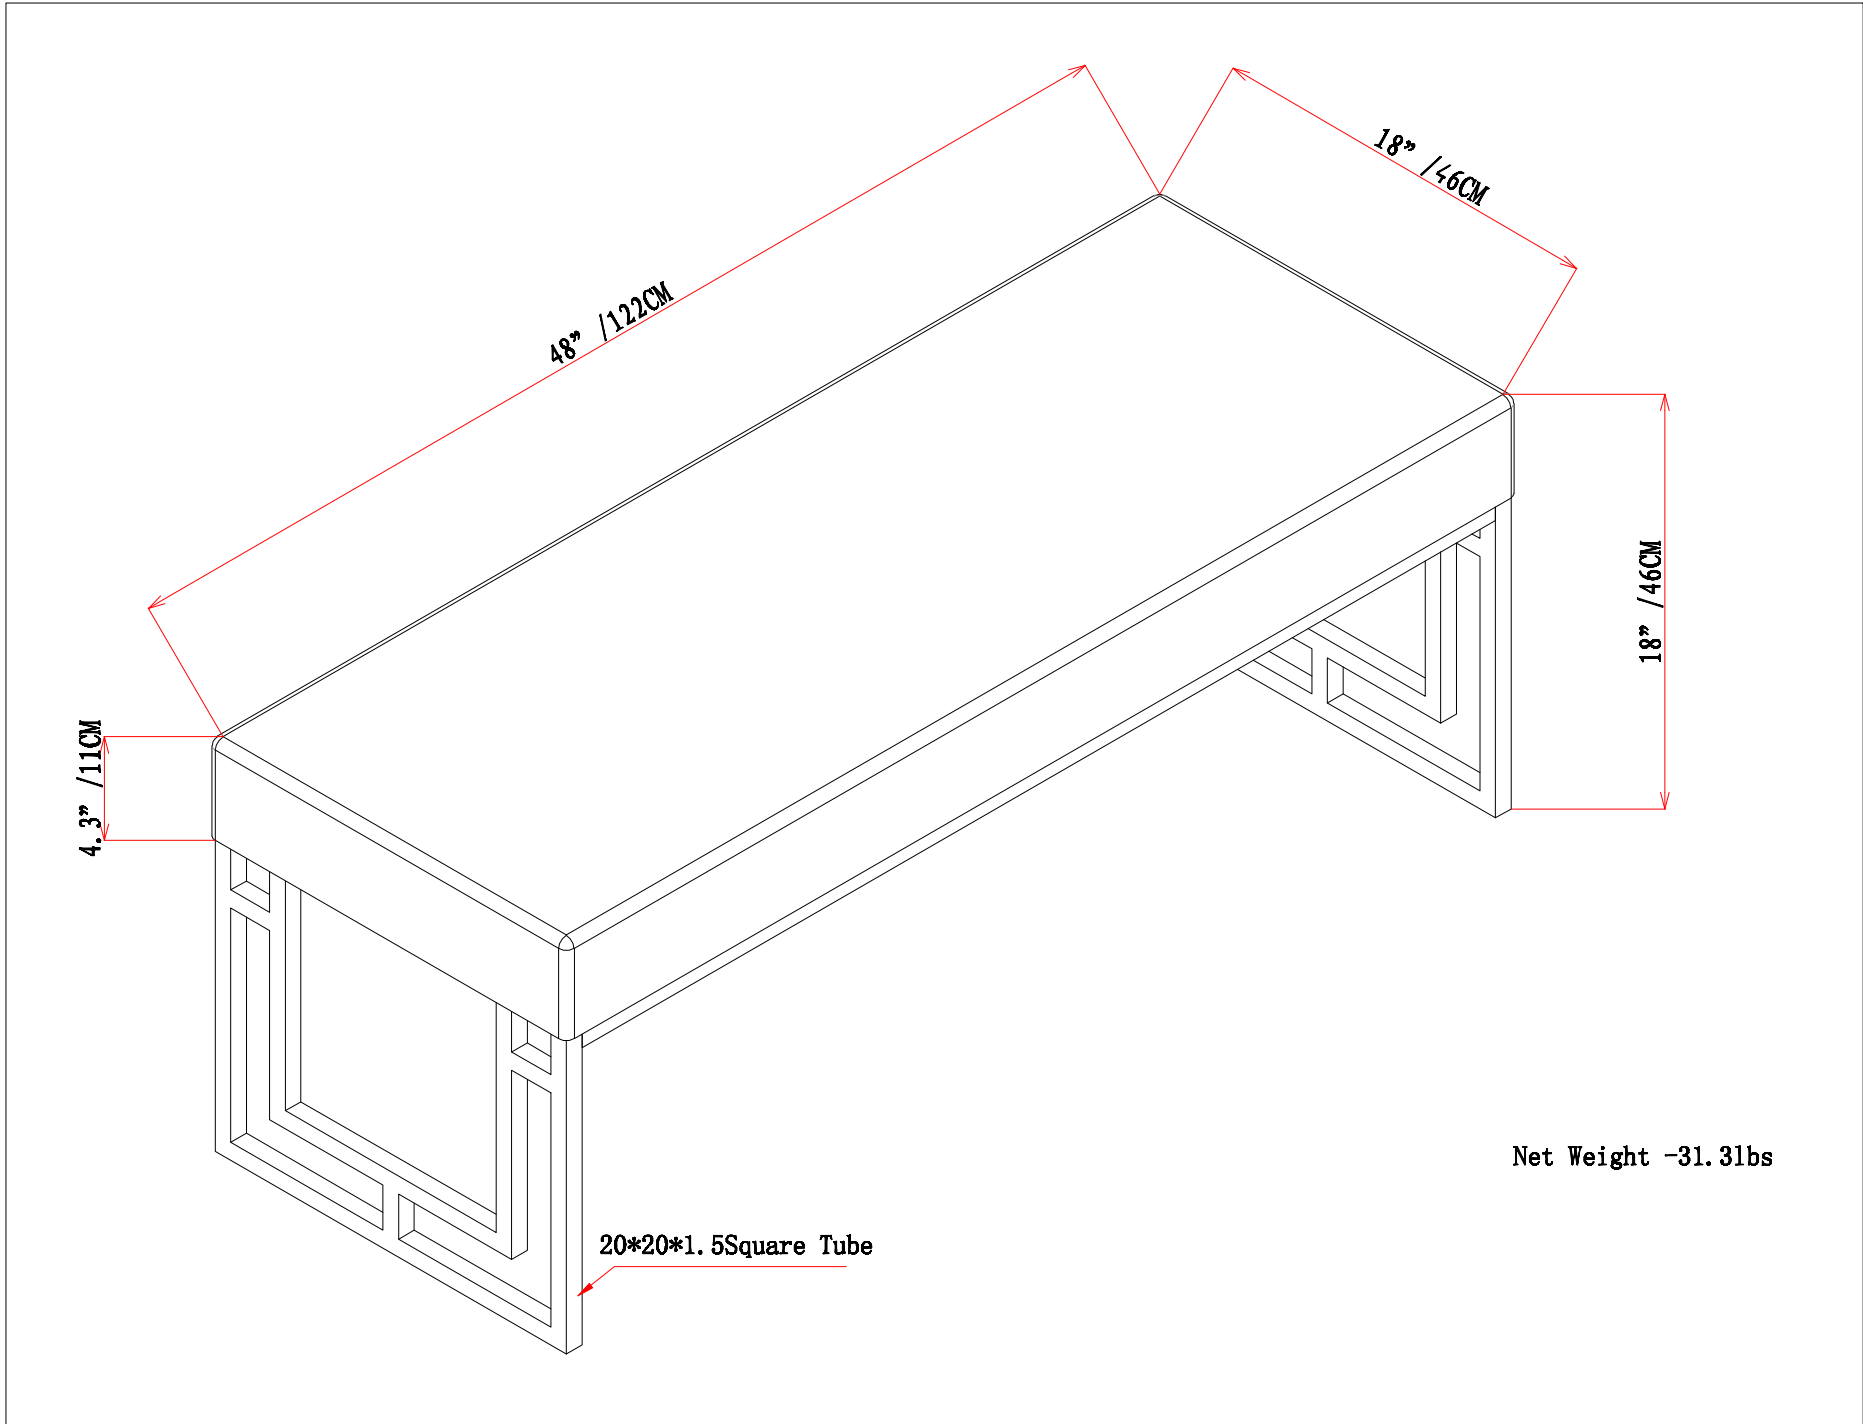 18” /46CM
48” /122CM
18” /46CM
4.3” /11CM
Net Weight -31.3lbs
20*20*1.5Square Tube